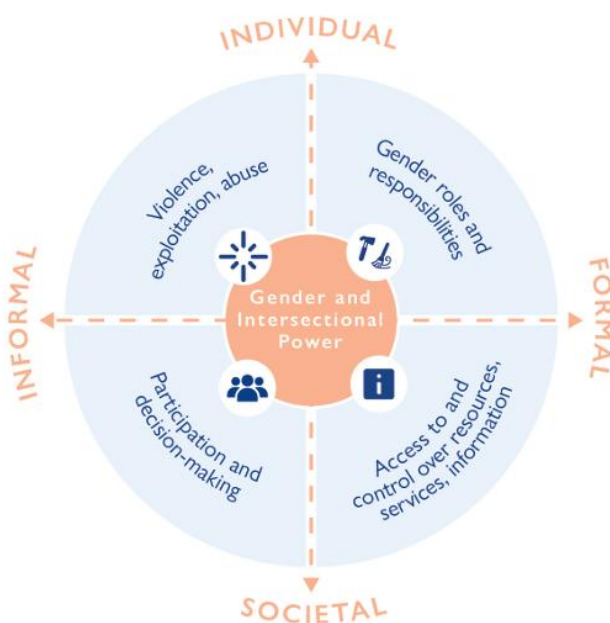 INDIVIDUAL
Violence,
exploitation, abuse
Gender roles and
responsibilities
INFORMAL
Gender and
Intersectional
Power
FORMAL
Participation and
decision-making
Access to and
control over resources,
services, information
SOCIETAL